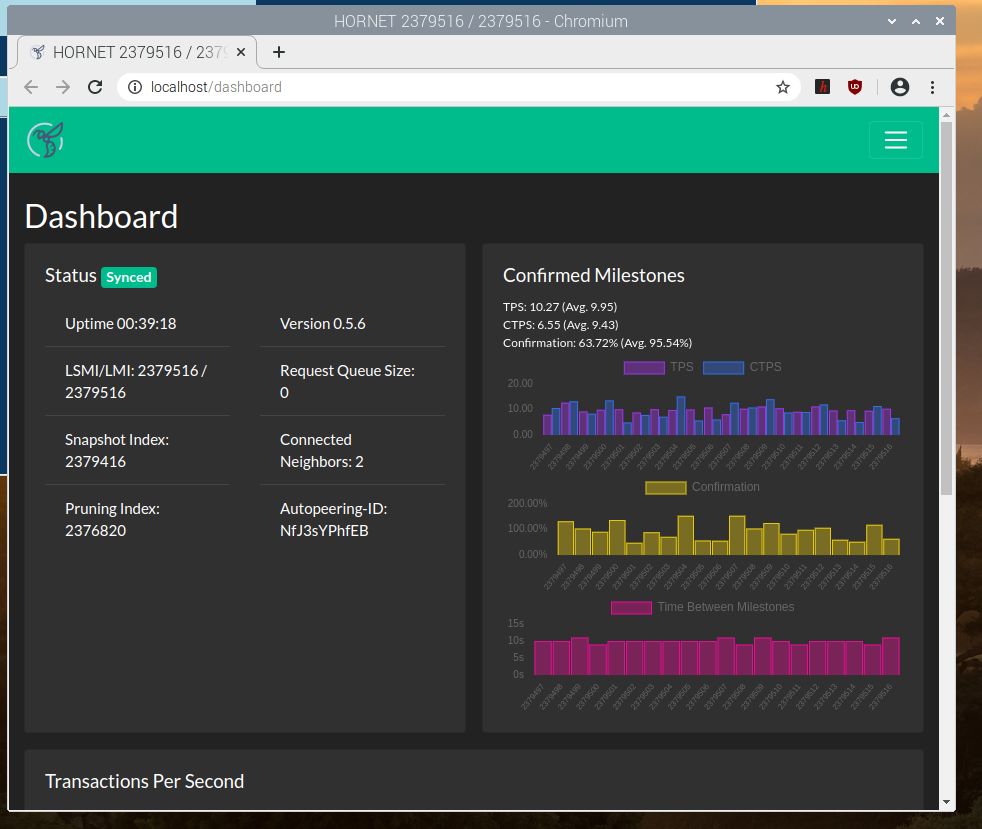 HORNET 2379516 / 2379516 - Chromium
HORNET 2379516 / 237
localhost/dashboard
Dashboard
Status Synced
Uptime 00:39:18
Version 0.5.6
LSMI/LMI: 2379516 /
2379516
Request Queue Size:
0
Snapshot Index:
2379416
Connected
Neighbors: 2
Pruning Index:
2376820
Autopeering-ID:
NfJ3sYPhfEB
Confirmed Milestones
TPS: 10.27 (Avg. 9.95)
CTPS: 6.55 (Avg. 9.43)
Confirmation: 63.72% (Avg. 95.54%)
TPS CTPS
20.00
10.00
0.00
2379497 2379498 2379499 2379500 2379501 2379502 2379503 2379504 2379505 2379506 2379507 2379508 2379509 2379510 2379511 2379512 2379513 2379514 2379515 2379516
Confirmation
200.00%
100.00%
0.00%
2379497 2379498 2379499 2379500 2379501 2379502 2379503 2379504 2379505 2379506 2379507 2379508 2379509 2379510 2379511 2379512 2379513 2379514 2379515 2379516
Time Between Milestones
15s
10s
5s
0s
2379497 2379498 2379499 2379500 2379501 2379502 2379503 2379504 2379505 2379506 2379507 2379508 2379509 2379510 2379511 2379512 2379513 2379514 2379515 2379516
Transactions Per Second